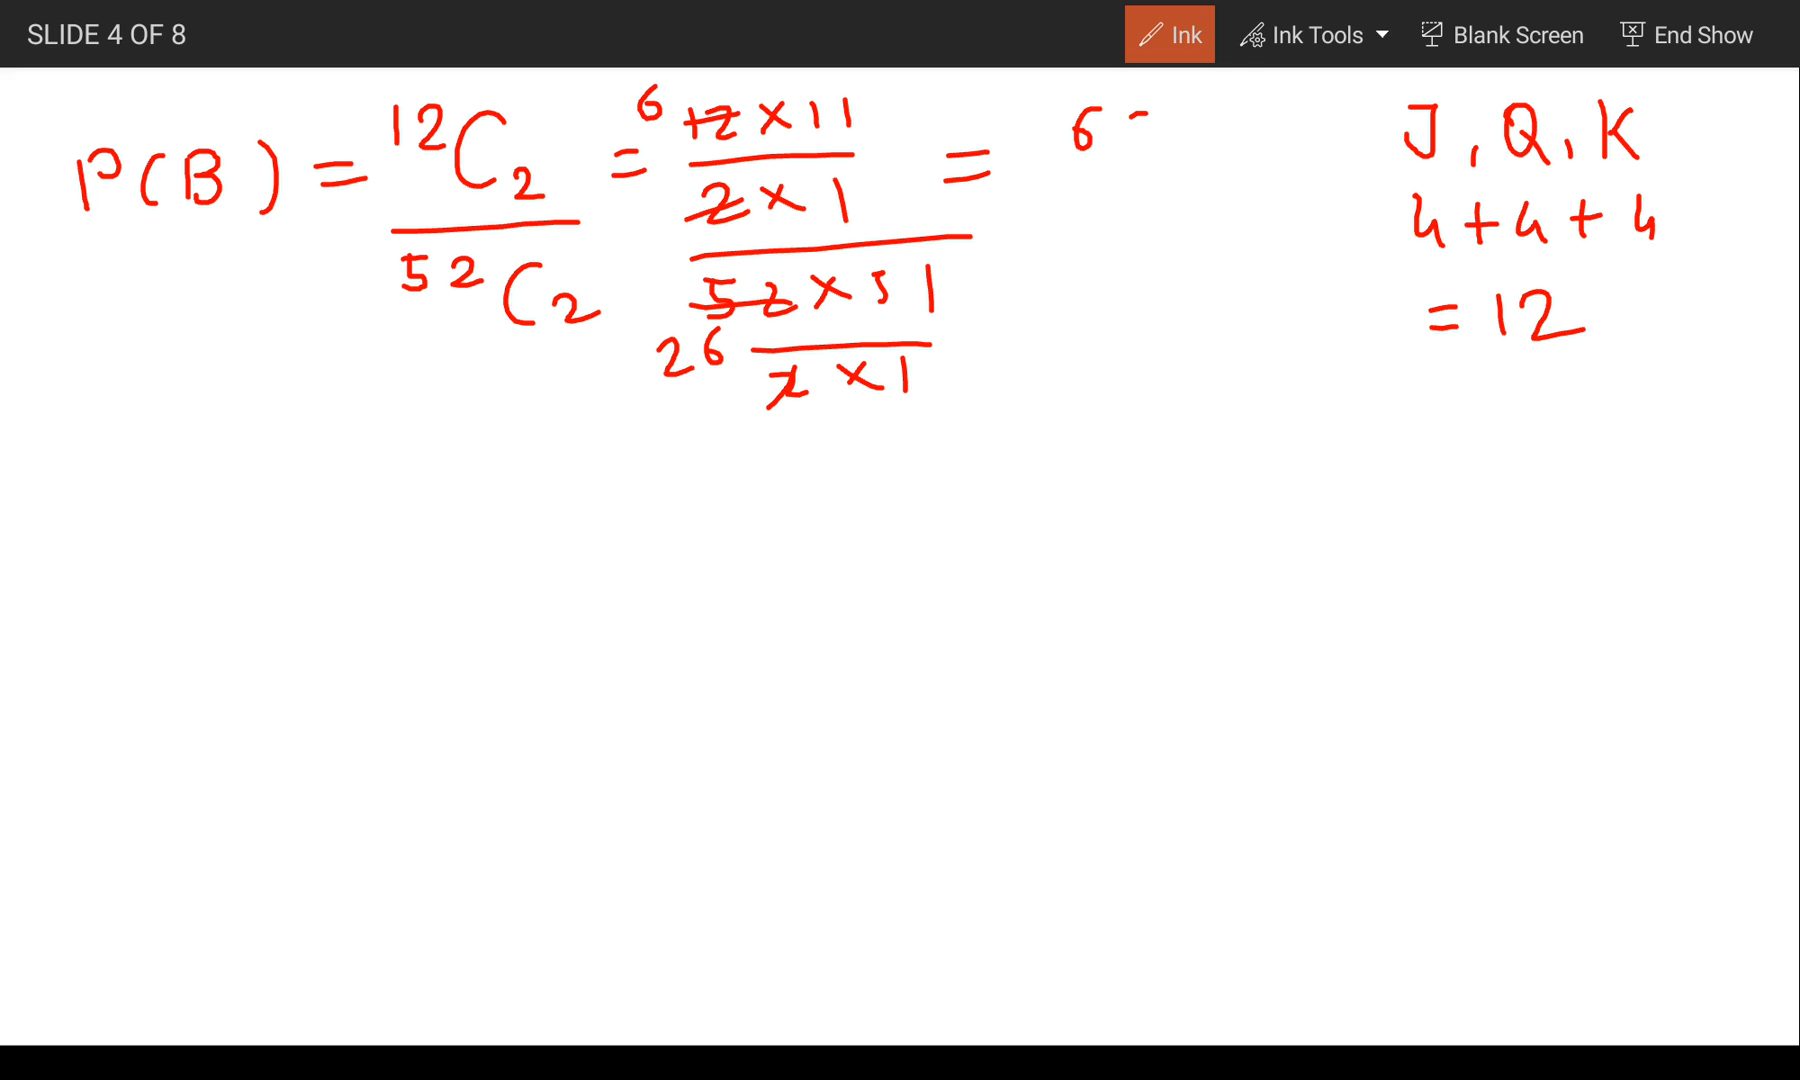 SLIDE 4 OF 8 Ink Ink Tools Blank Screen End Show
P(B) = ¹²C₂ / ⁵²C₂ = 6 12 × 11 / 2 × 1 / 26 52 × 51 / 2 × 1 = 6 -
J, Q, K
4 + 4 + 4
= 12